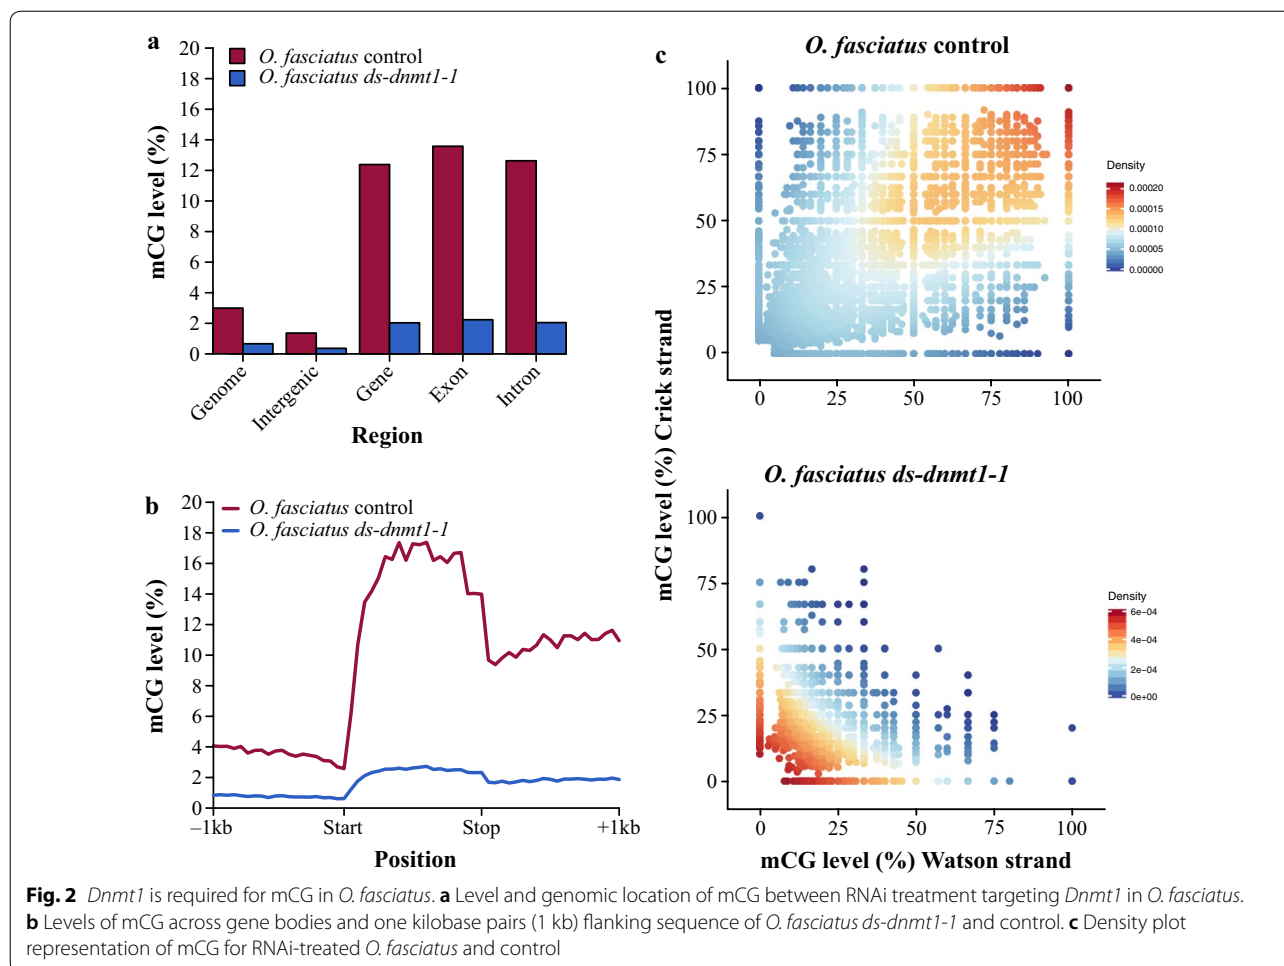 a
20
18
16
14
12
10
8
6
4
2
0
mCG level (%)
O. fasciatus control
O. fasciatus ds-dnmt1-1
Genome
Intergenic
Gene
Exon
Intron
Region
b
20
18
16
14
12
10
8
6
4
2
0
mCG level (%)
O. fasciatus control
O. fasciatus ds-dnmt1-1
–1kb
Start
Stop
+1kb
Position
c
O. fasciatus control
100
75
50
25
0
0
25
50
75
100
Density
0.00020
0.00015
0.00010
0.00005
0.00000
mCG level (%) Crick strand
O. fasciatus ds-dnmt1-1
100
75
50
25
0
0
25
50
75
100
Density
6e−04
4e−04
2e−04
0e+00
mCG level (%) Watson strand
Fig. 2 Dnmt1 is required for mCG in O. fasciatus. a Level and genomic location of mCG between RNAi treatment targeting Dnmt1 in O. fasciatus.
b Levels of mCG across gene bodies and one kilobase pairs (1 kb) flanking sequence of O. fasciatus ds-dnmt1-1 and control. c Density plot
representation of mCG for RNAi-treated O. fasciatus and control